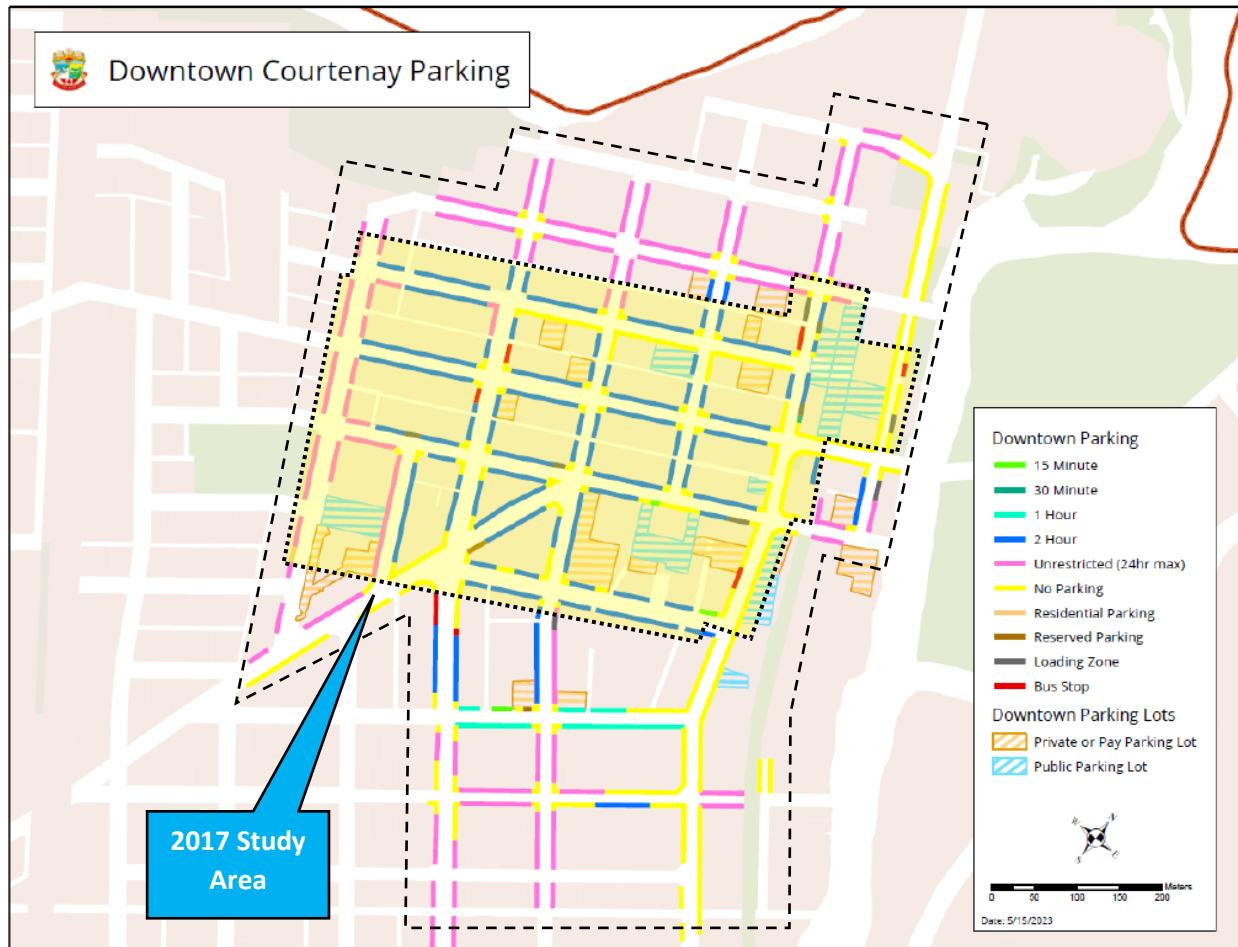 Downtown Courtenay Parking
Downtown Parking
15 Minute
30 Minute
1 Hour
2 Hour
Unrestricted (24hr max)
No Parking
Residential Parking
Reserved Parking
Loading Zone
Bus Stop
Downtown Parking Lots
Private or Pay Parking Lot
Public Parking Lot
W N
S E
Meters
0 50 100 150 200
Date: 5/15/2023
2017 Study
Area